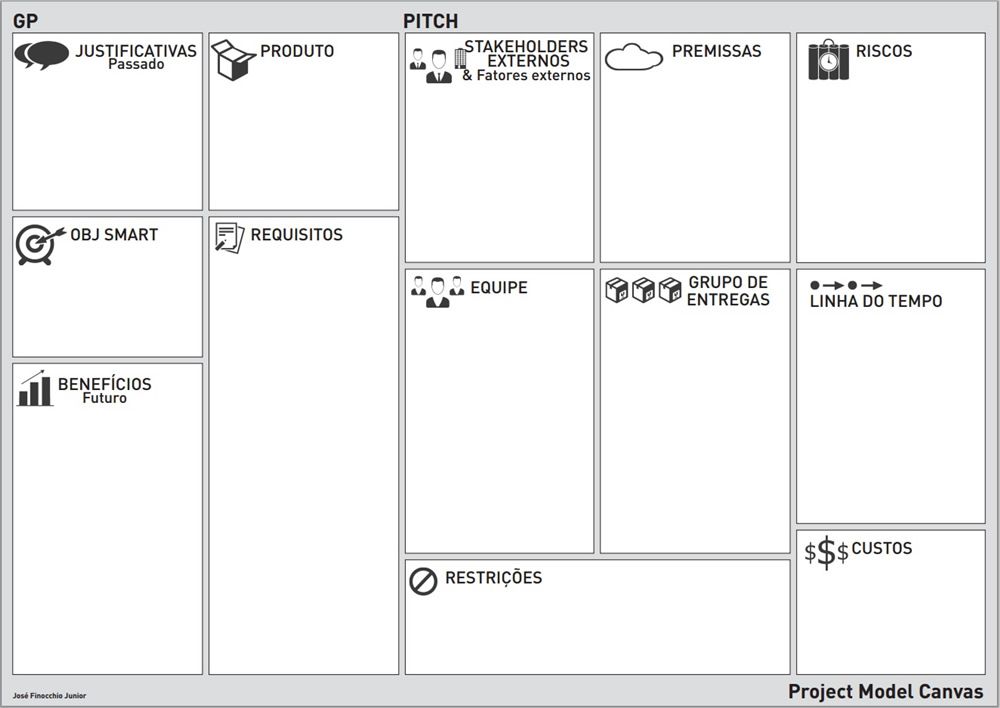 GP
PITCH
JUSTIFICATIVAS
Passado
PRODUTO
STAKEHOLDERS
EXTERNOS
& Fatores externos
PREMISSAS
RISCOS
OBJ SMART
REQUISITOS
BENEFÍCIOS
Futuro
EQUIPE
GRUPO DE
ENTREGAS
LINHA DO TEMPO
RESTRIÇÕES
$$$ CUSTOS
José Finocchio Junior
Project Model Canvas